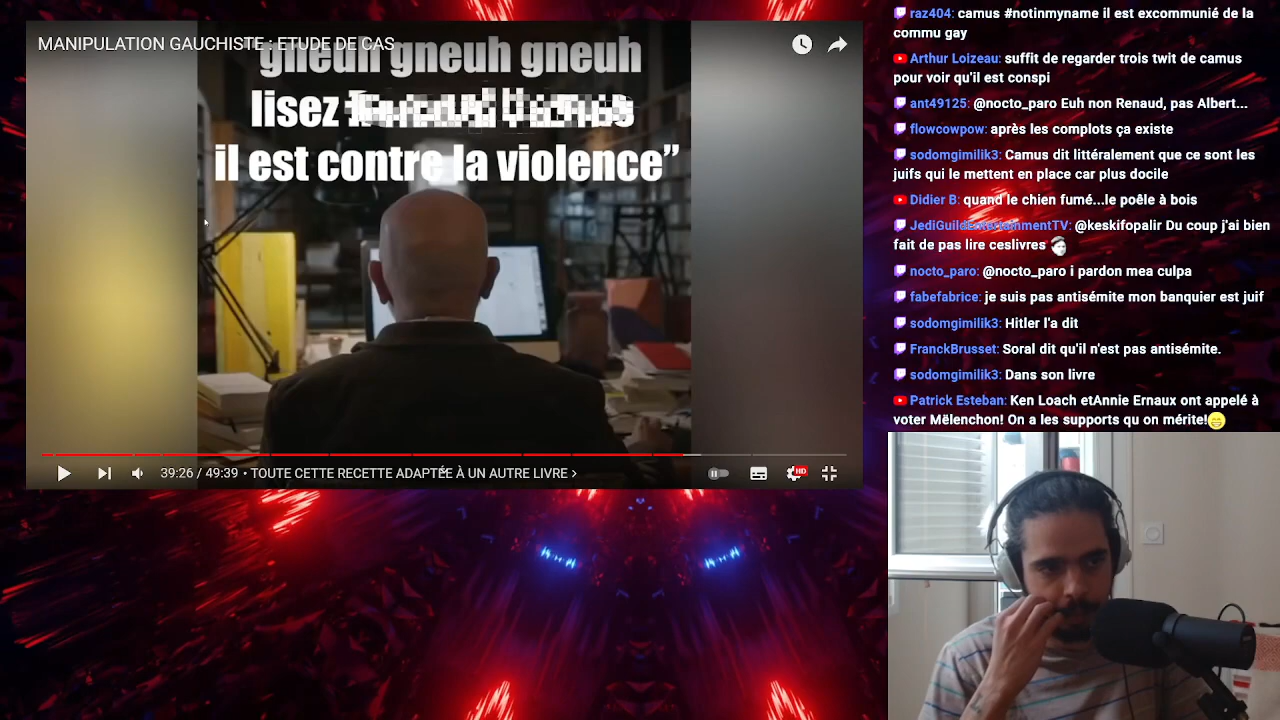 MANIPULATION GAUCHISTE : ETUDE DE CAS
"gneuh gneuh gneuh
lisez
il est contre la violence"
39:26 / 49:39 • TOUTE CETTE RECETTE ADAPTÉE À UN AUTRE LIVRE >
HD
raz404: camus #notinmyname il est excommunié de la
commu gay
Arthur Loizeau: suffit de regarder trois twit de camus
pour voir qu'il est conspi
ant49125: @nocto_paro Euh non Renaud, pas Albert...
flowcowpow: après les complots ça existe
sodomgimilik3: Camus dit littéralement que ce sont les
juifs qui le mettent en place car plus docile
Didier B: quand le chien fumé...le poêle à bois
JediGuildEntertainmentTV: @keskifopalir Du coup j'ai bien
fait de pas lire ceslivres
nocto_paro: @nocto_paro i pardon mea culpa
fabefabrice: je suis pas antisémite mon banquier est juif
sodomgimilik3: Hitler l'a dit
FranckBrusset: Soral dit qu'il n'est pas antisémite.
sodomgimilik3: Dans son livre
Patrick Esteban: Ken Loach etAnnie Ernaux ont appelé à
voter Mëlenchon! On a les supports qu on mérite!